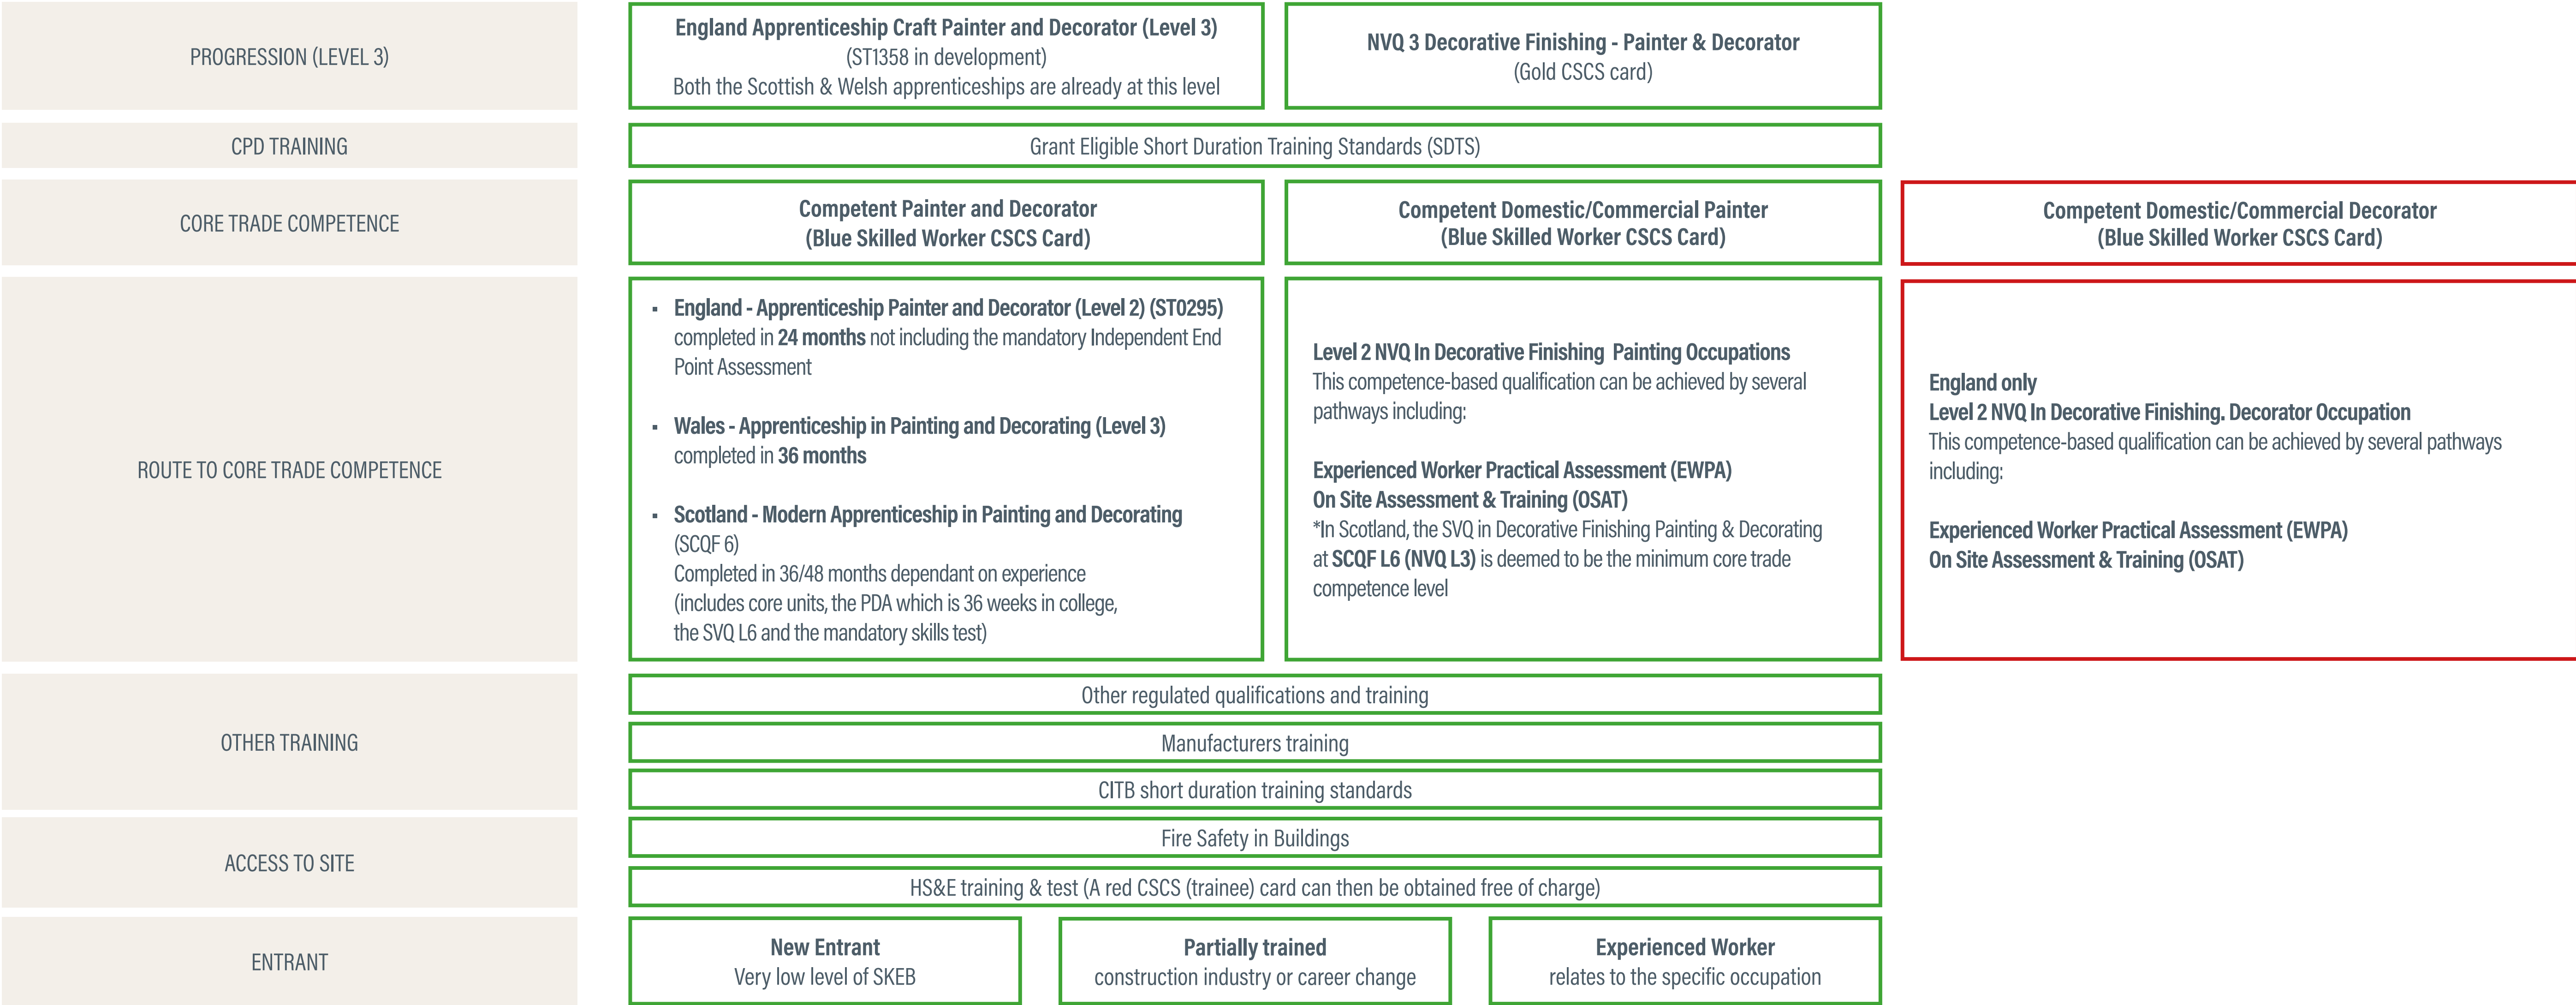 PROGRESSION (LEVEL 3)
England Apprenticeship Craft Painter and Decorator (Level 3)
(ST1358 in development)
Both the Scottish & Welsh apprenticeships are already at this level
NVQ 3 Decorative Finishing - Painter & Decorator
(Gold CSCS card)
CPD TRAINING
Grant Eligible Short Duration Training Standards (SDTS)
CORE TRADE COMPETENCE
Competent Painter and Decorator
(Blue Skilled Worker CSCS Card)
Competent Domestic/Commercial Painter
(Blue Skilled Worker CSCS Card)
Competent Domestic/Commercial Decorator
(Blue Skilled Worker CSCS Card)
ROUTE TO CORE TRADE COMPETENCE
▪ England - Apprenticeship Painter and Decorator (Level 2) (ST0295)
completed in 24 months not including the mandatory Independent End
Point Assessment
▪ Wales - Apprenticeship in Painting and Decorating (Level 3)
completed in 36 months
▪ Scotland - Modern Apprenticeship in Painting and Decorating
(SCQF 6)
Completed in 36/48 months dependant on experience
(includes core units, the PDA which is 36 weeks in college,
the SVQ L6 and the mandatory skills test)
Level 2 NVQ In Decorative Finishing Painting Occupations
This competence-based qualification can be achieved by several
pathways including:
Experienced Worker Practical Assessment (EWPA)
On Site Assessment & Training (OSAT)
*In Scotland, the SVQ in Decorative Finishing Painting & Decorating
at SCQF L6 (NVQ L3) is deemed to be the minimum core trade
competence level
England only
Level 2 NVQ In Decorative Finishing. Decorator Occupation
This competence-based qualification can be achieved by several pathways
including:
Experienced Worker Practical Assessment (EWPA)
On Site Assessment & Training (OSAT)
OTHER TRAINING
Other regulated qualifications and training
Manufacturers training
CITB short duration training standards
ACCESS TO SITE
Fire Safety in Buildings
HS&E training & test (A red CSCS (trainee) card can then be obtained free of charge)
ENTRANT
New Entrant
Very low level of SKEB
Partially trained
construction industry or career change
Experienced Worker
relates to the specific occupation